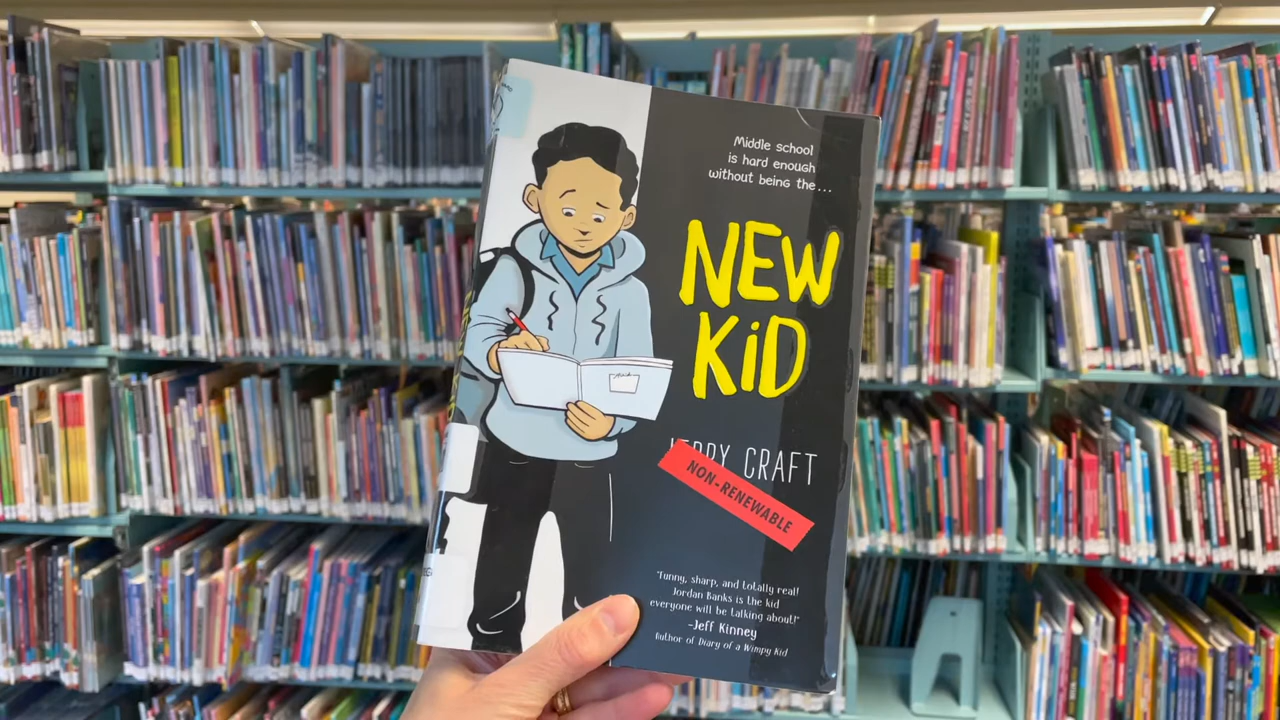 Middle school
is hard enough
without being the...
NEW
KiD
CRAFT
NON-RENEWABLE
"Funny, sharp, and totally real!
Jordan Banks is the kid
everyone will be talking about!"
-Jeff Kinney
Author of Diary of a Wimpy Kid